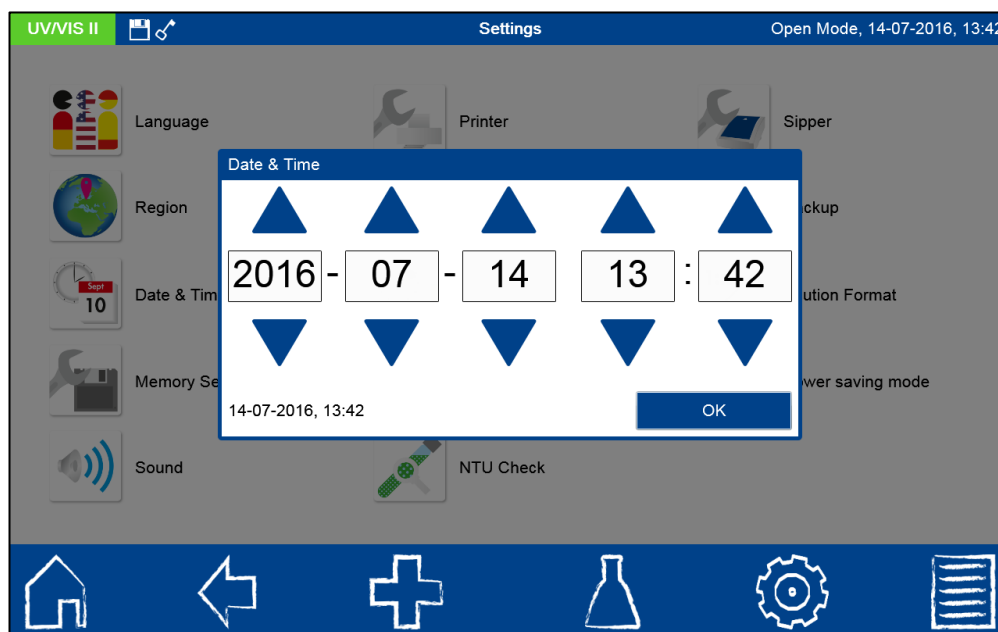 UV/VIS II Settings Open Mode, 14-07-2016, 13:42
Language Printer Sipper
Date & Time
Region ckup
2016 - 07 - 14 13 : 42
Sept
10
Date & Tim ution Format
Memory Se wer saving mode
14-07-2016, 13:42 OK
Sound NTU Check